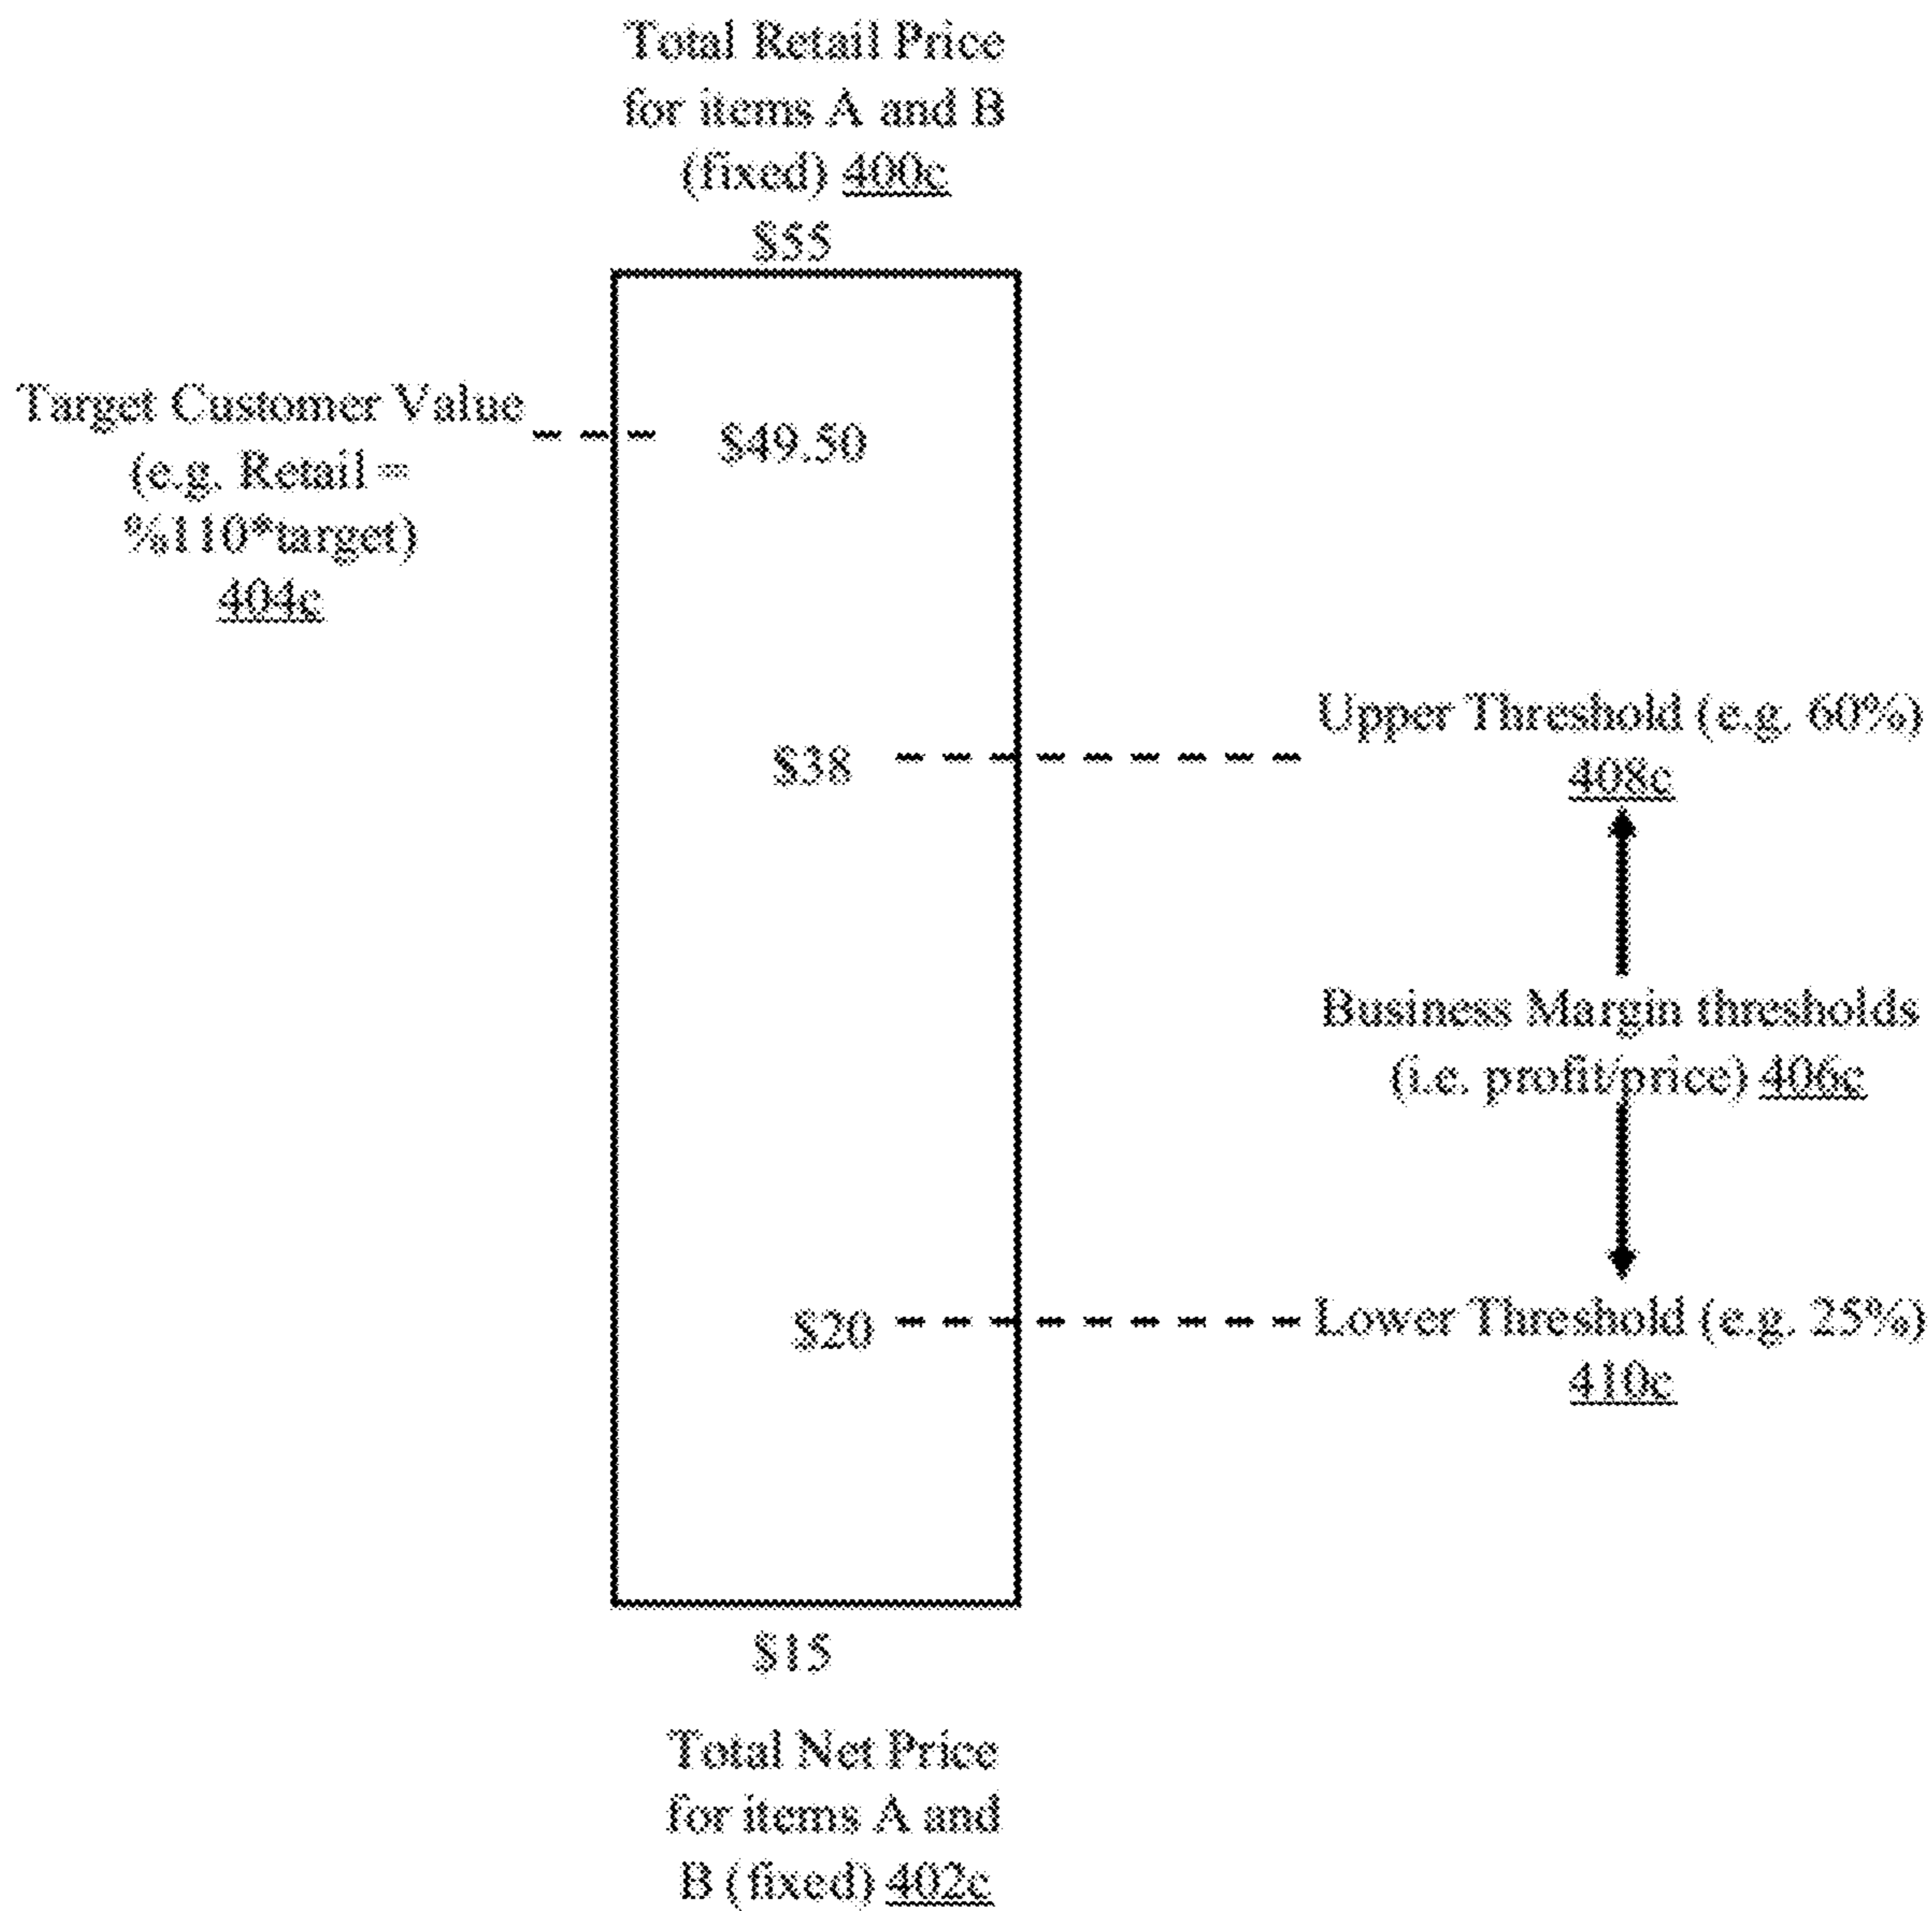 Total Retail Price
for items A and B
(fixed) 400c
$55
Target Customer Value
(e.g. Retail =
%110*target)
404c
$49.50
Upper Threshold (e.g. 60%)
408c
$38
Business Margin thresholds
(i.e. profit/price) 406c
$20
Lower Threshold (e.g. 25%)
410c
$15
Total Net Price
for items A and
B (fixed) 402c